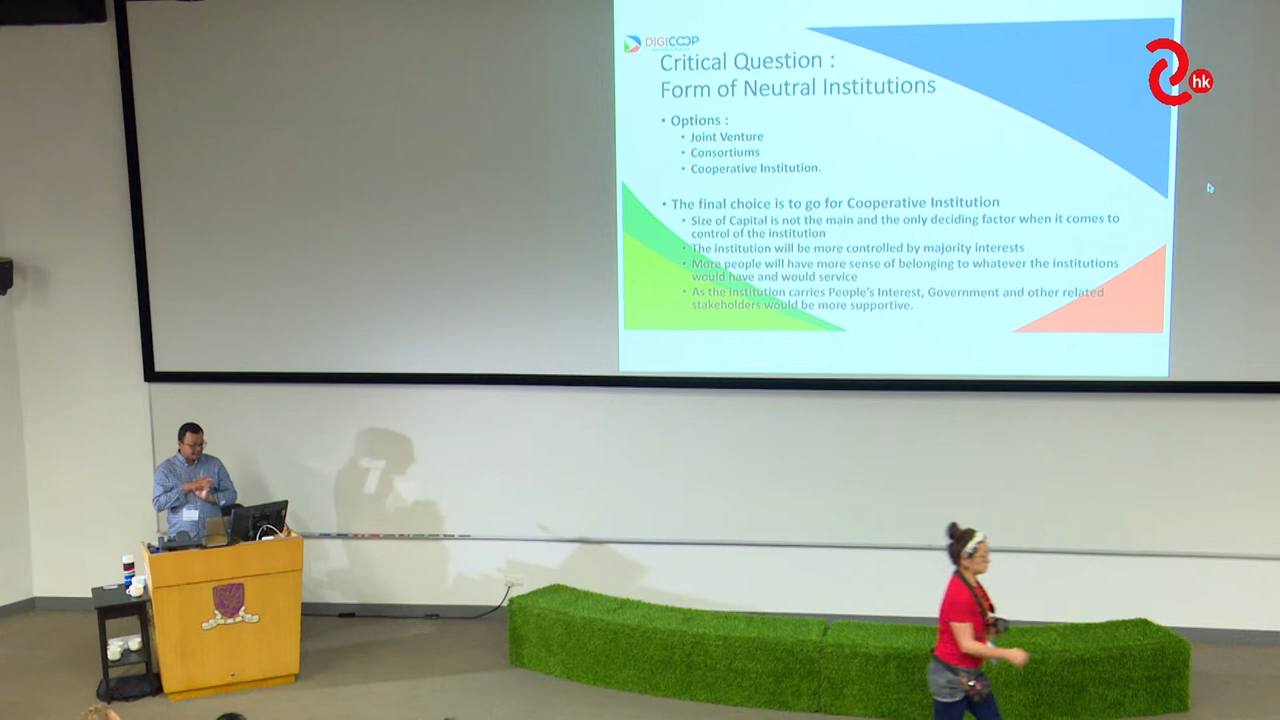 DIGICOOP
Critical Question :
Form of Neutral Institutions
• Options :
• Joint Venture
• Consortiums
• Cooperative Institution.
• The final choice is to go for Cooperative Institution
• Size of Capital is not the main and the only deciding factor when it comes to
control of the institution
• The institution will be more controlled by majority interests
• More people will have more sense of belonging to whatever the institutions
would have and would service
• As the institution carries People's Interest, Government and other related
stakeholders would be more supportive.
hk